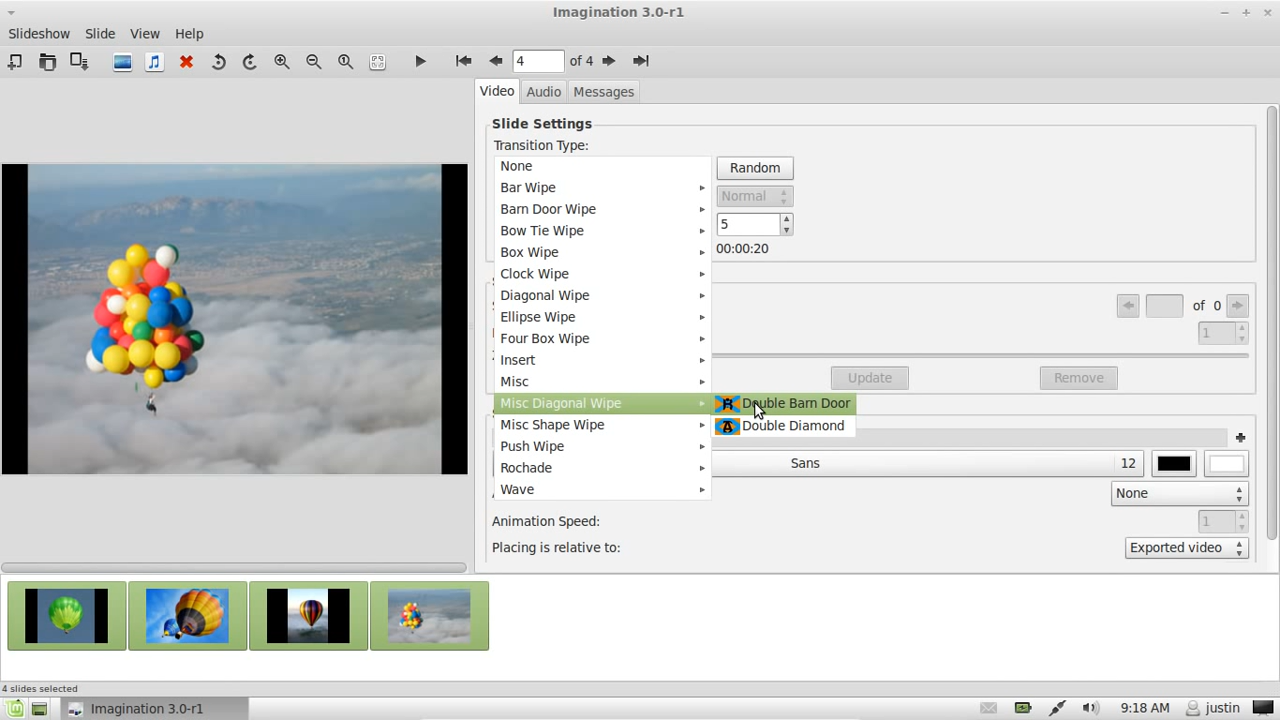 Imagination 3.0-r1
Slideshow Slide View Help
4 of 4
Video Audio Messages
Slide Settings
Transition Type:
None
Random
Bar Wipe
Normal
Barn Door Wipe
5
Bow Tie Wipe
00:00:20
Box Wipe
Clock Wipe
Diagonal Wipe
of 0
Ellipse Wipe
1
Four Box Wipe
Insert
Misc
Update Remove
Misc Diagonal Wipe
Double Barn Door
Misc Shape Wipe
Double Diamond
Push Wipe
Rochade
Sans 12
Wave
None
Animation Speed:
1
Placing is relative to:
Exported video
4 slides selected
Imagination 3.0-r1
9:18 AM justin